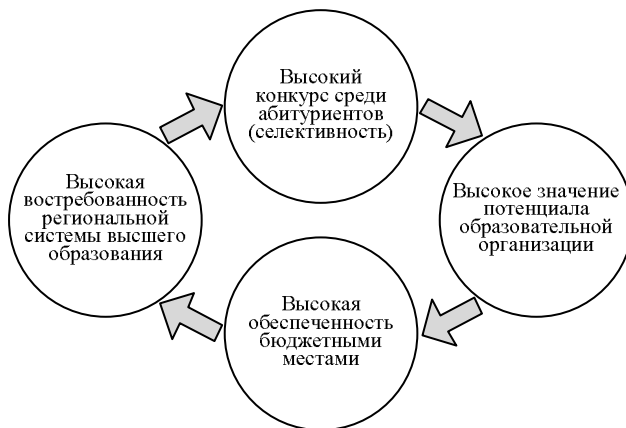 Высокий
конкурс среди
абитуриентов
(селективность)
Высокая
востребованность
региональной
системы высшего
образования
Высокое значение
потенциала
образовательной
организации
Высокая
обеспеченность
бюджетными
местами